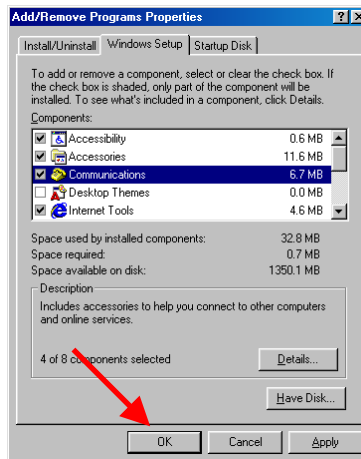 Add/Remove Programs Properties
Install/Uninstall Windows Setup Startup Disk
To add or remove a component, select or clear the check box. If
the check box is shaded, only part of the component will be
installed. To see what's included in a component, click Details.
Components:
Accessibility 0.6 MB
Accessories 11.6 MB
Communications 6.7 MB
Desktop Themes 0.0 MB
Internet Tools 4.6 MB
Space used by installed components: 32.8 MB
Space required: 0.7 MB
Space available on disk: 1350.1 MB
Description
Includes accessories to help you connect to other computers
and online services.
4 of 8 components selected
Details...
Have Disk...
OK Cancel Apply